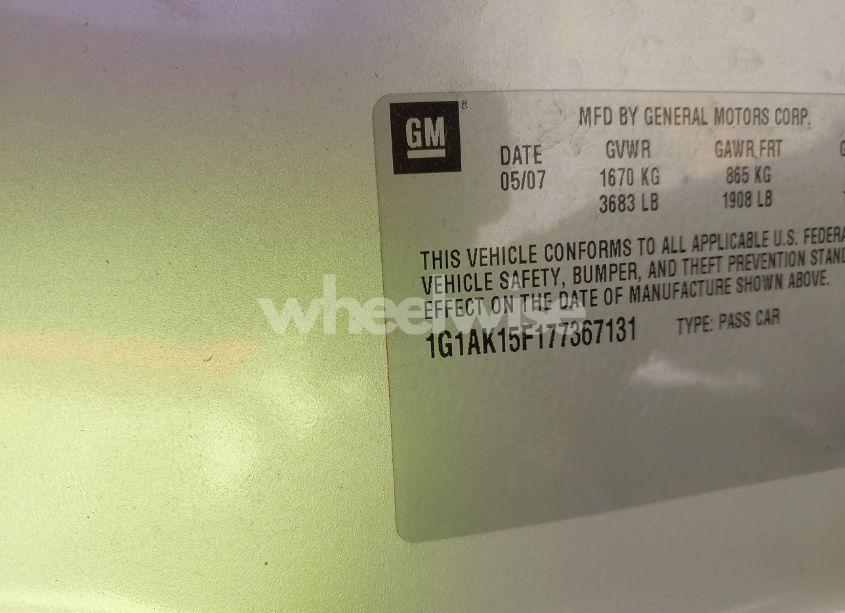 GM ®
MFD BY GENERAL MOTORS CORP.
DATE GVWR GAWR FRT G
05/07 1670 KG 865 KG
3683 LB 1908 LB
THIS VEHICLE CONFORMS TO ALL APPLICABLE U.S. FEDERA
VEHICLE SAFETY, BUMPER, AND THEFT PREVENTION STAND
EFFECT ON THE DATE OF MANUFACTURE SHOWN ABOVE.
wheelwise
1G1AK15F177367131 TYPE: PASS CAR